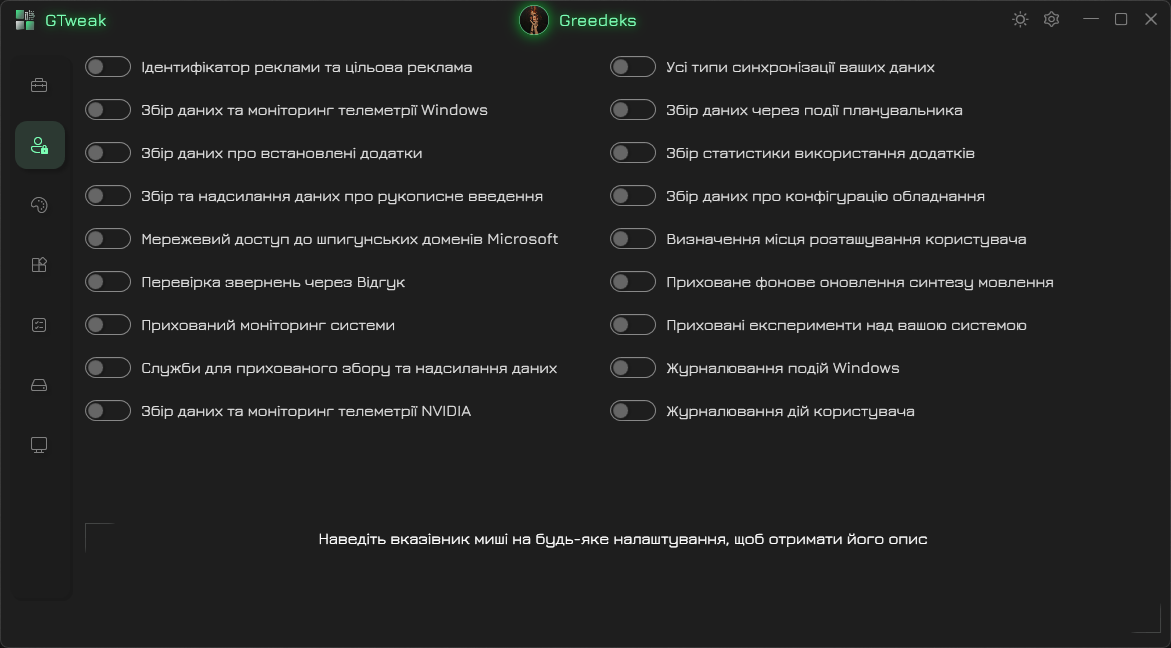 GTweak
Greedeks
Ідентифікатор реклами та цільова реклама
Усі типи синхронізації ваших даних
Збір даних та моніторинг телеметрії Windows
Збір даних через події планувальника
Збір даних про встановлені додатки
Збір статистики використання додатків
Збір та надсилання даних про рукописне введення
Збір даних про конфігурацію обладнання
Мережевий доступ до шпигунських доменів Microsoft
Визначення місця розташування користувача
Перевірка звернень через Відгук
Приховане фонове оновлення синтезу мовлення
Прихований моніторинг системи
Приховані експерименти над вашою системою
Служби для прихованого збору та надсилання даних
Журналювання подій Windows
Збір даних та моніторинг телеметрії NVIDIA
Журналювання дій користувача
Наведіть вказівник миші на будь-яке налаштування, щоб отримати його опис